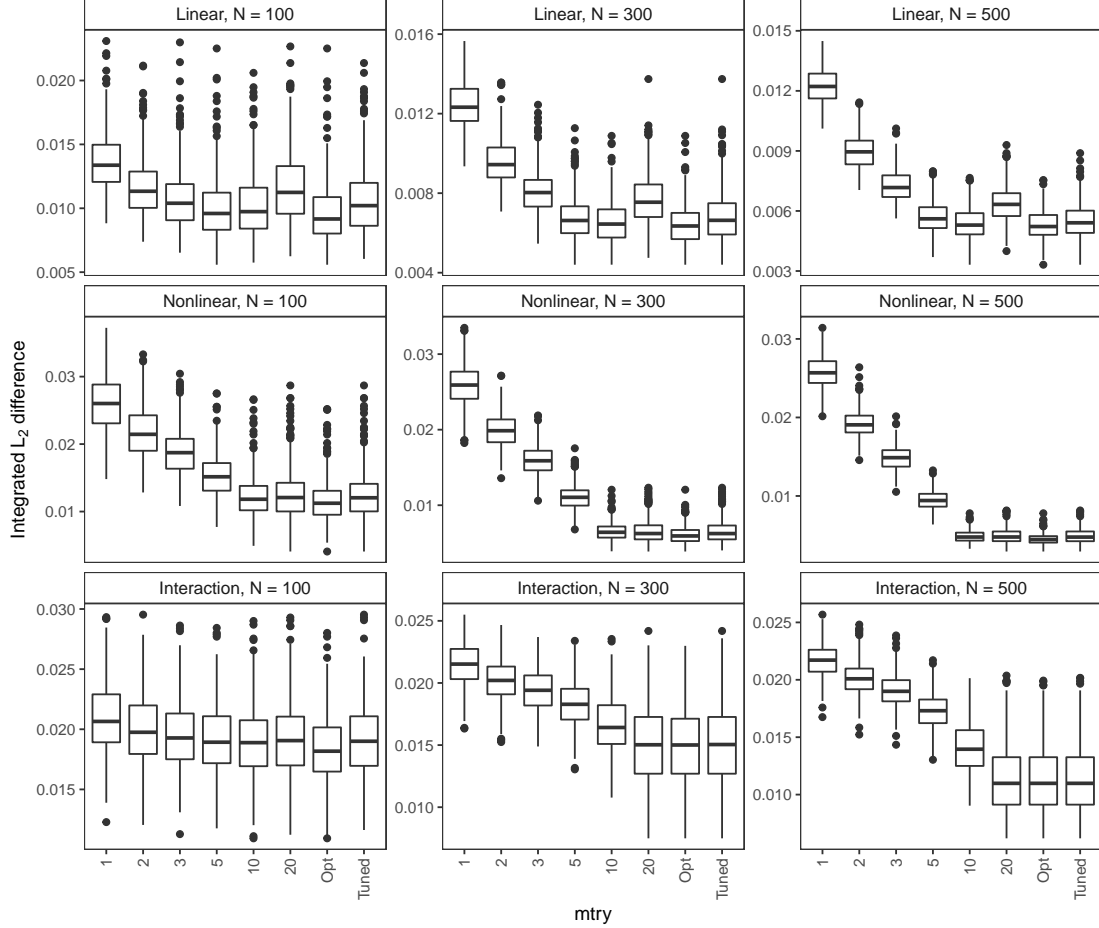 Linear, N = 100
Linear, N = 300
Linear, N = 500
0.020
0.015
0.010
0.005
0.016
0.012
0.008
0.004
0.015
0.012
0.009
0.006
0.003
Nonlinear, N = 100
Nonlinear, N = 300
Nonlinear, N = 500
Integrated L2 difference
0.03
0.02
0.01
0.03
0.02
0.01
0.03
0.02
0.01
Interaction, N = 100
Interaction, N = 300
Interaction, N = 500
0.030
0.025
0.020
0.015
0.025
0.020
0.015
0.010
0.025
0.020
0.015
0.010
1 2 3 5 10 20 Opt Tuned
1 2 3 5 10 20 Opt Tuned
1 2 3 5 10 20 Opt Tuned
mtry